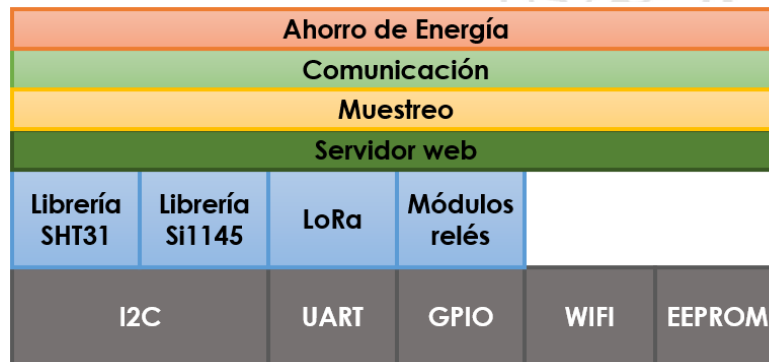 Ahorro de Energía
Comunicación
Muestreo
Servidor web
Librería
SHT31
Librería
Si1145
LoRa
Módulos
relés
I2C
UART
GPIO
WIFI
EEPROM